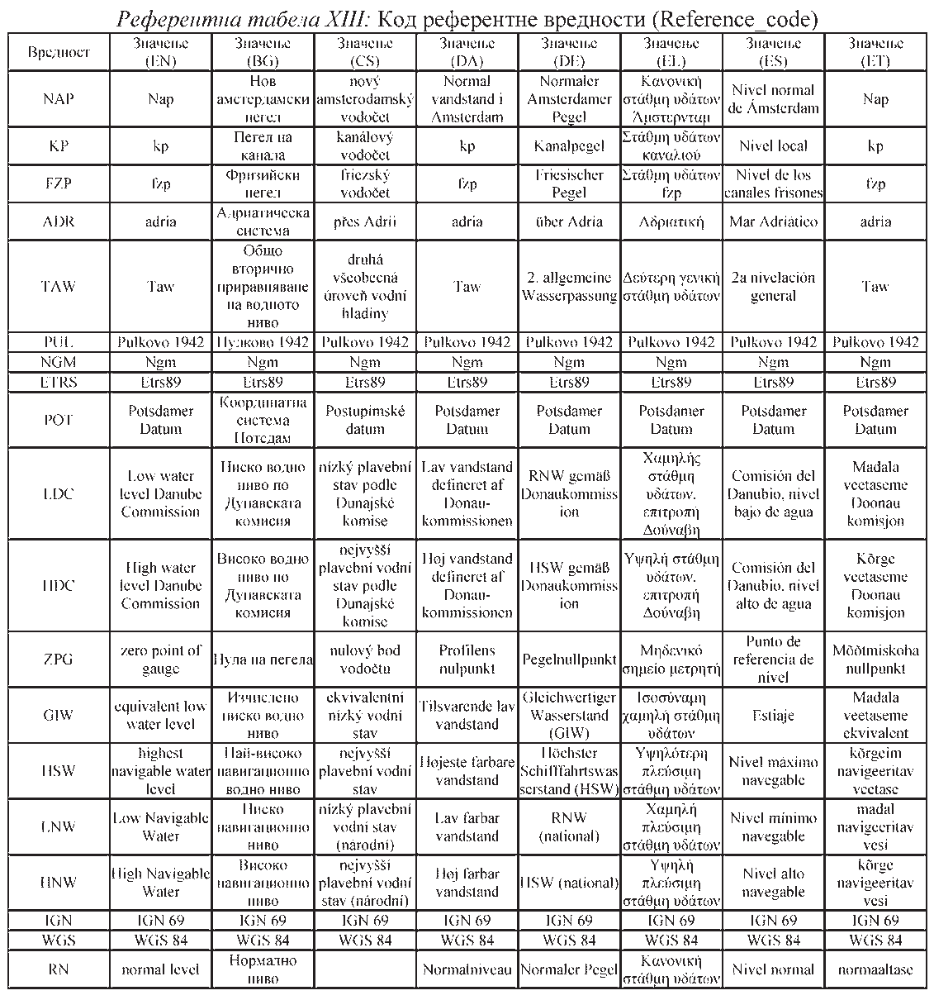 Референтна табела XIII: Код референтне вредности (Reference_code)
Вредност
Значење
(EN)
Значење
(BG)
Значење
(CS)
Значење
(DA)
Значење
(DE)
Значење
(EL)
Значење
(ES)
Значење
(ET)
NAP
Nap
Нов
амстердамски
пегел
nový
amsterodamský
vodočet
Normal
vandstand i
Amsterdam
Normaler
Amsterdamer
Pegel
Κανονική
στάθμη υδάτων
Άμστερνταμ
Nivel normal
de Ámsterdam
Nap
KP
kp
Пегел на
канала
kanálový
vodočet
kp
Kanalpegel
Στάθμη υδάτων
καναλιού
Nivel local
kp
FZP
fzp
Фризийски
пегел
friezský
vodočet
fzp
Friesischer
Pegel
Στάθμη υδάτων
fzp
Nivel de los
canales frisones
fzp
ADR
adria
Адриатическа
система
přes Adrii
adria
über Adria
Αδριατική
Mar Adriático
adria
TAW
Taw
Общо
вторично
приравняване
на водното
ниво
druhá
všeobecná
úroveň vodní
hladiny
Taw
2. allgemeine
Wasserpassung
Δεύτερη γενική
στάθμη υδάτων
2a nivelación
general
Taw
PUL
Pulkovo 1942
Пулково 1942
Pulkovo 1942
Pulkovo 1942
Pulkovo 1942
Pulkovo 1942
Pulkovo 1942
Pulkovo 1942
NGM
Ngm
Ngm
Ngm
Ngm
Ngm
Ngm
Ngm
Ngm
ETRS
Etrs89
Etrs89
Etrs89
Etrs89
Etrs89
Etrs89
Etrs89
Etrs89
POT
Potsdamer
Datum
Координатна
система
Потсдам
Postupimské
datum
Potsdamer
Datum
Potsdamer
Datum
Potsdamer
Datum
Potsdamer
Datum
Potsdamer
Datum
LDC
Low water
level Danube
Commission
Ниско водно
ниво по
Дунавската
комисия
nízký plavební
stav podle
Dunajské
komise
Lav vandstand
defineret af
Donau-
kommissionen
RNW gemäß
Donaukommiss
ion
Χαμηλής
στάθμη
υδάτων,
επιτροπή
Δούναβη
Comisión del
Danubio, nivel
bajo de agua
Madala
veetaseme
Doonau
komisjon
HDC
High water
level Danube
Commission
Високо водно
ниво по
Дунавската
комисия
nejvyšší
plavební vodní
stav podle
Dunajské
komise
Høj vandstand
defineret af
Donau-
kommissionen
HSW gemäß
Donaukommiss
ion
Υψηλή στάθμη
υδάτων,
επιτροπή
Δούναβη
Comisión del
Danubio, nivel
alto de agua
Kõrge
veetaseme
Doonau
komisjon
ZPG
zero point of
gauge
Нула на пегела
nulový bod
vodočtu
Profilens
nulpunkt
Pegelnullpunkt
Μηδενικό
σημείο μετρητή
Punto de
referencia de
nivel
Mõõtmiskoha
nullpunkt
GIW
equivalent low
water level
Изчислено
ниско водно
ниво
ekvivalentní
nízký vodní
stav
Tilsvarende lav
vandstand
Gleichwertiger
Wasserstand
(GIW)
Ισοσύναμη
χαμηλή στάθμη
υδάτων
Estiaje
Madala
veetaseme
ekvivalent
HSW
highest
navigable water
level
Най-високо
навигационно
водно ниво
nejvyšší
plavební vodní
stav
Højeste farbare
vandstand
Höchster
Schifffahrtswas
serstand (HSW)
Υψηλότερη
πλεύσιμη
στάθμη υδάτων
Nivel máximo
navegable
kõrgeim
navigeeritav
veetase
LNW
Low Navigable
Water
Ниско
навигационно
ниво
nízký plavební
vodní stav
(národní)
Lav farbar
vandstand
RNW
(national)
Χαμηλή
πλεύσιμη
στάθμη υδάτων
Nivel mínimo
navegable
madal
navigeeritav
vesi
HNW
High Navigable
Water
Високо
навигационно
ниво
nejvyšší
plavební vodní
stav (národní)
Høj farbar
vandstand
HSW (national)
Υψηλή
πλεύσιμη
στάθμη υδάτων
Nivel alto
navegable
kõrge
navigeeritav
vesi
IGN
IGN 69
IGN 69
IGN 69
IGN 69
IGN 69
IGN 69
IGN 69
IGN 69
WGS
WGS 84
WGS 84
WGS 84
WGS 84
WGS 84
WGS 84
WGS 84
WGS 84
RN
normal level
Нормално
ниво
Normalniveau
Normaler Pegel
Κανονική
στάθμη υδάτων
Nivel normal
normaaltase